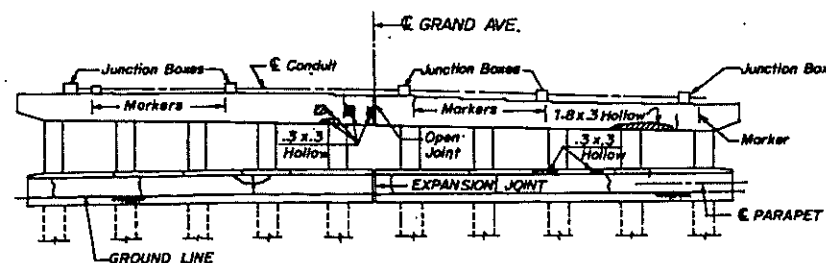 ℄ GRAND AVE.
Junction Boxes
℄ Conduit
Junction Boxes
Junction Box
Markers
Markers
1.8 x .3 Hollow
.3 x .3
Hollow
Open
Joint
.3 x .3
Hollow
Marker
EXPANSION JOINT
℄ PARAPET
GROUND LINE